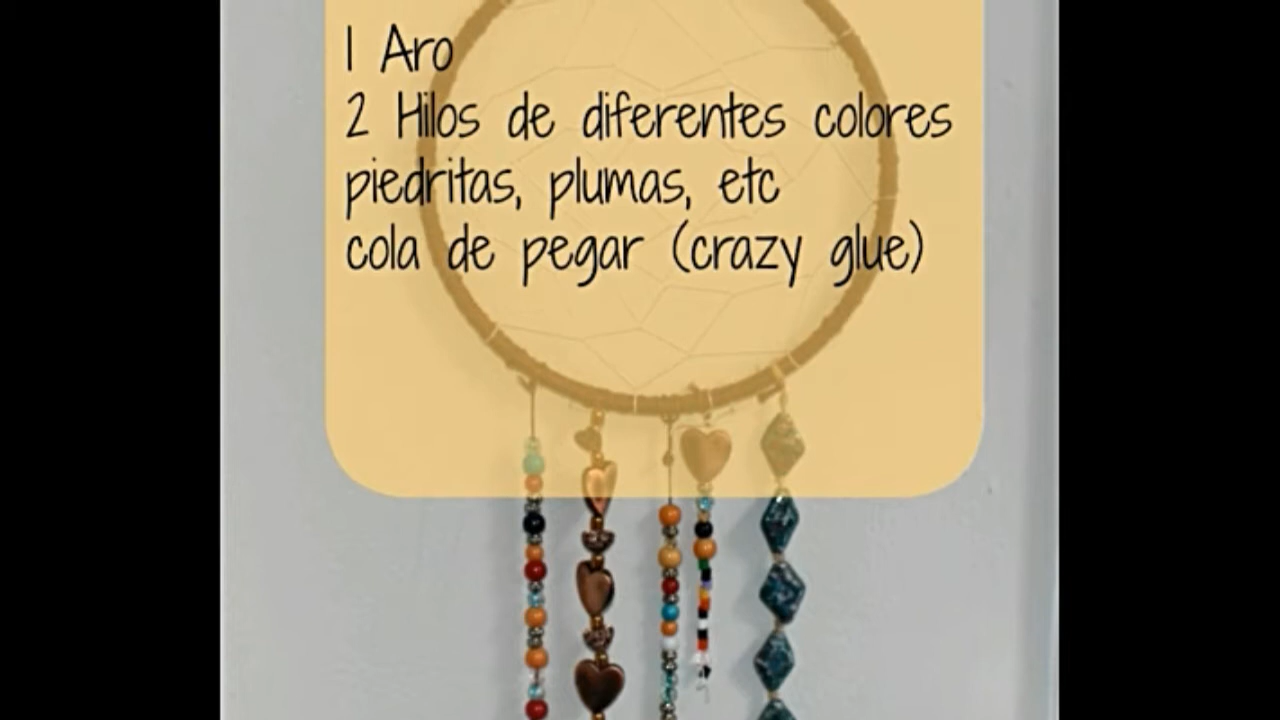 1 Aro
2 Hilos de diferentes colores
piedritas, plumas, etc
cola de pegar (crazy glue)